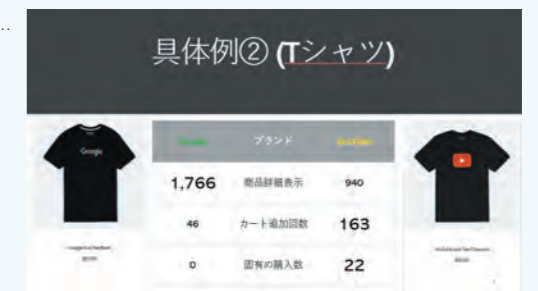 具体例② (Tシャツ)
Google
ブランド
1,766 商品詳細表示 940
46 カート追加回数 163
0 固有の購入数 22